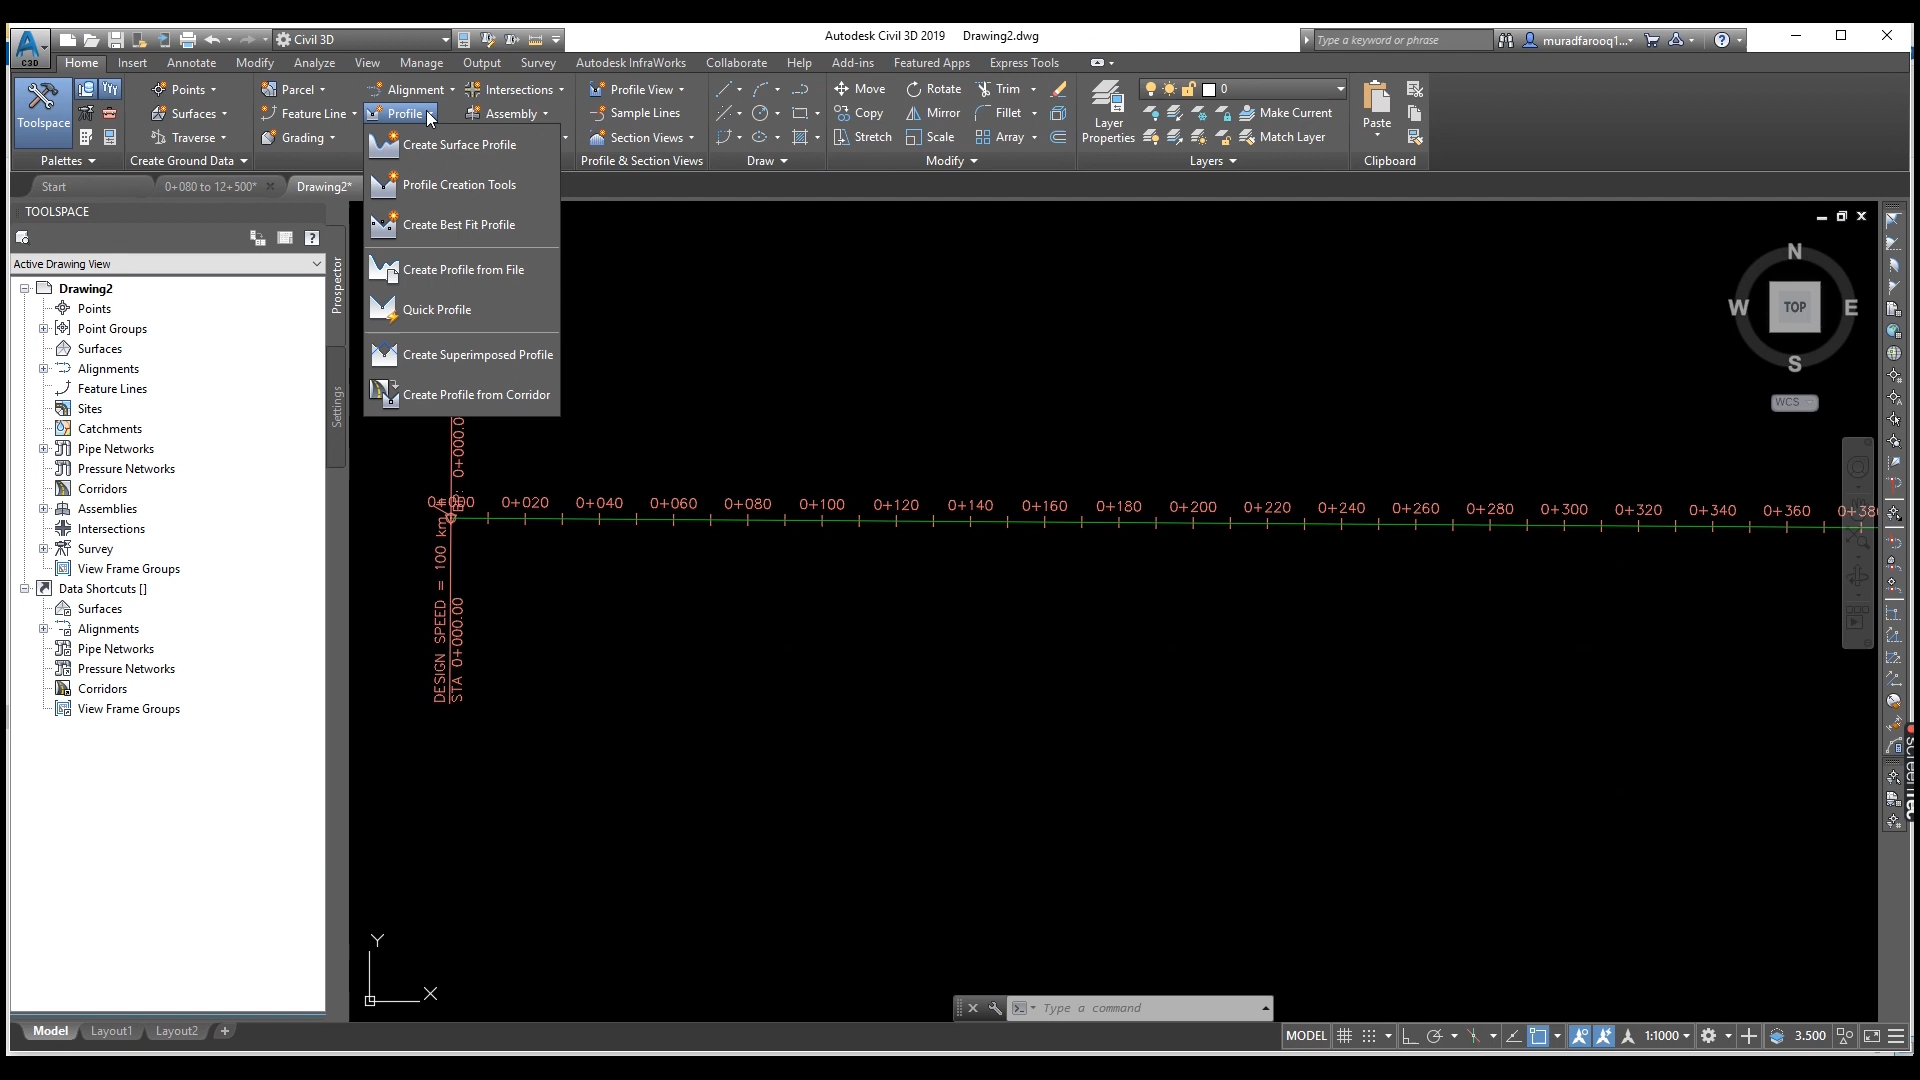 C3D
Civil 3D
Autodesk Civil 3D 2019 Drawing2.dwg
Type a keyword or phrase
muradfarooq1...
Home Insert Annotate Modify Analyze View Manage Output Survey Autodesk InfraWorks Collaborate Help Add-ins Featured Apps Express Tools
Points Parcel Alignment Intersections Profile View Move Rotate Trim 0
Toolspace Surfaces Feature Line Profile Assembly Sample Lines Copy Mirror Fillet Layer Properties Make Current Paste
Traverse Grading Section Views Stretch Scale Array Match Layer
Palettes Create Ground Data Profile & Section Views Draw Modify Layers Clipboard
Start 0+080 to 12+500* Drawing2*
TOOLSPACE
Active Drawing View
Prospector
Settings
Drawing2
Points
Point Groups
Surfaces
Alignments
Feature Lines
Sites
Catchments
Pipe Networks
Pressure Networks
Corridors
Assemblies
Intersections
Survey
View Frame Groups
Data Shortcuts []
Surfaces
Alignments
Pipe Networks
Pressure Networks
Corridors
View Frame Groups
Create Surface Profile
Profile Creation Tools
Create Best Fit Profile
Create Profile from File
Quick Profile
Create Superimposed Profile
Create Profile from Corridor
N
W TOP E
S
WCS
0+000 0+020 0+040 0+060 0+080 0+100 0+120 0+140 0+160 0+180 0+200 0+220 0+240 0+260 0+280 0+300 0+320 0+340 0+360 0+38
0+000.0
DESIGN SPEED = 100 km
STA 0+000.00
Y
X
Type a command
Model Layout1 Layout2 +
MODEL 1:1000 3.500